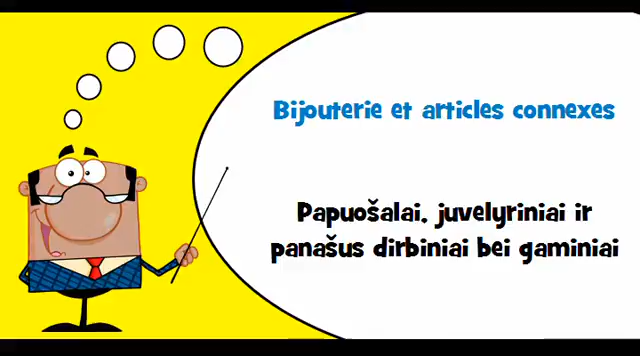 Bijouterie et articles connexes
Papuošalai, juvelyriniai ir
panašus dirbiniai bei gaminiai